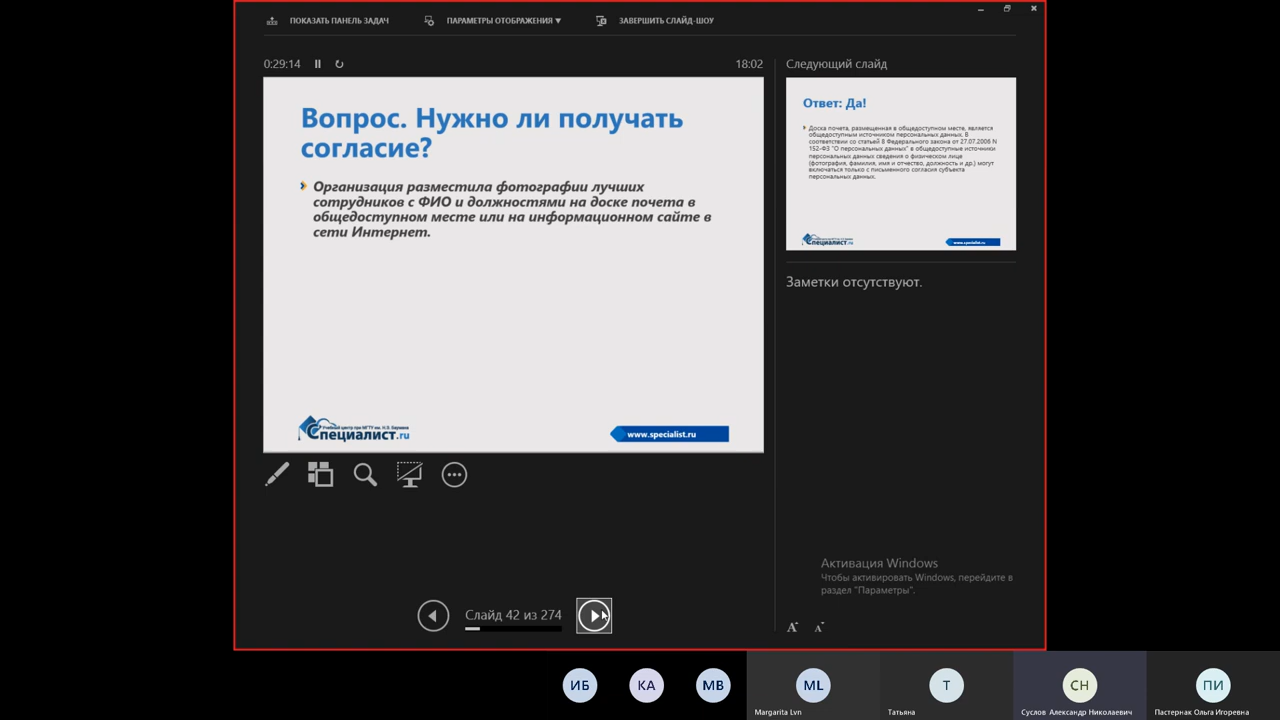 ПОКАЗАТЬ ПАНЕЛЬ ЗАДАЧ
ПАРАМЕТРЫ ОТОБРАЖЕНИЯ ▼
ЗАВЕРШИТЬ СЛАЙД-ШОУ
0:29:14
18:02
Вопрос. Нужно ли получать
согласие?
Организация разместила фотографии лучших
сотрудников с ФИО и должностями на доске почета в
общедоступном месте или на информационном сайте в
сети Интернет.
Учебный центр при МГТУ им. Н.Э. Баумана
Специалист.ru
www.specialist.ru
Следующий слайд
Ответ: Да!
Доска почета, размещенная в общедоступном месте, является
общедоступным источником персональных данных. В
соответствии со статьей 8 Федерального закона от 27.07.2006 N
152-ФЗ "О персональных данных" в общедоступные источники
персональных данных сведения о физическом лице
(фотография, фамилия, имя и отчество, должность и др.) могут
включаться только с письменного согласия субъекта
персональных данных.
Специалист.ru
www.specialist.ru
Заметки отсутствуют.
Активация Windows
Чтобы активировать Windows, перейдите в
раздел "Параметры".
Слайд 42 из 274
A A
ИБ
КА
МВ
ML
Т
СН
ПИ
Margarita Lvn
Татьяна
Суслов Александр Николаевич
Пастернак Ольга Игоревна